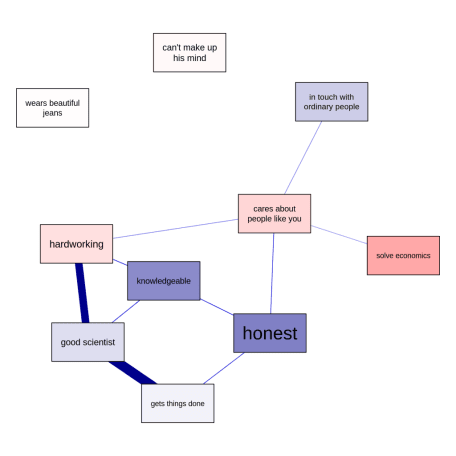 can't make up
his mind
in touch with
ordinary people
wears beautiful
jeans
cares about
people like you
hardworking
solve economics
knowledgeable
honest
good scientist
gets things done